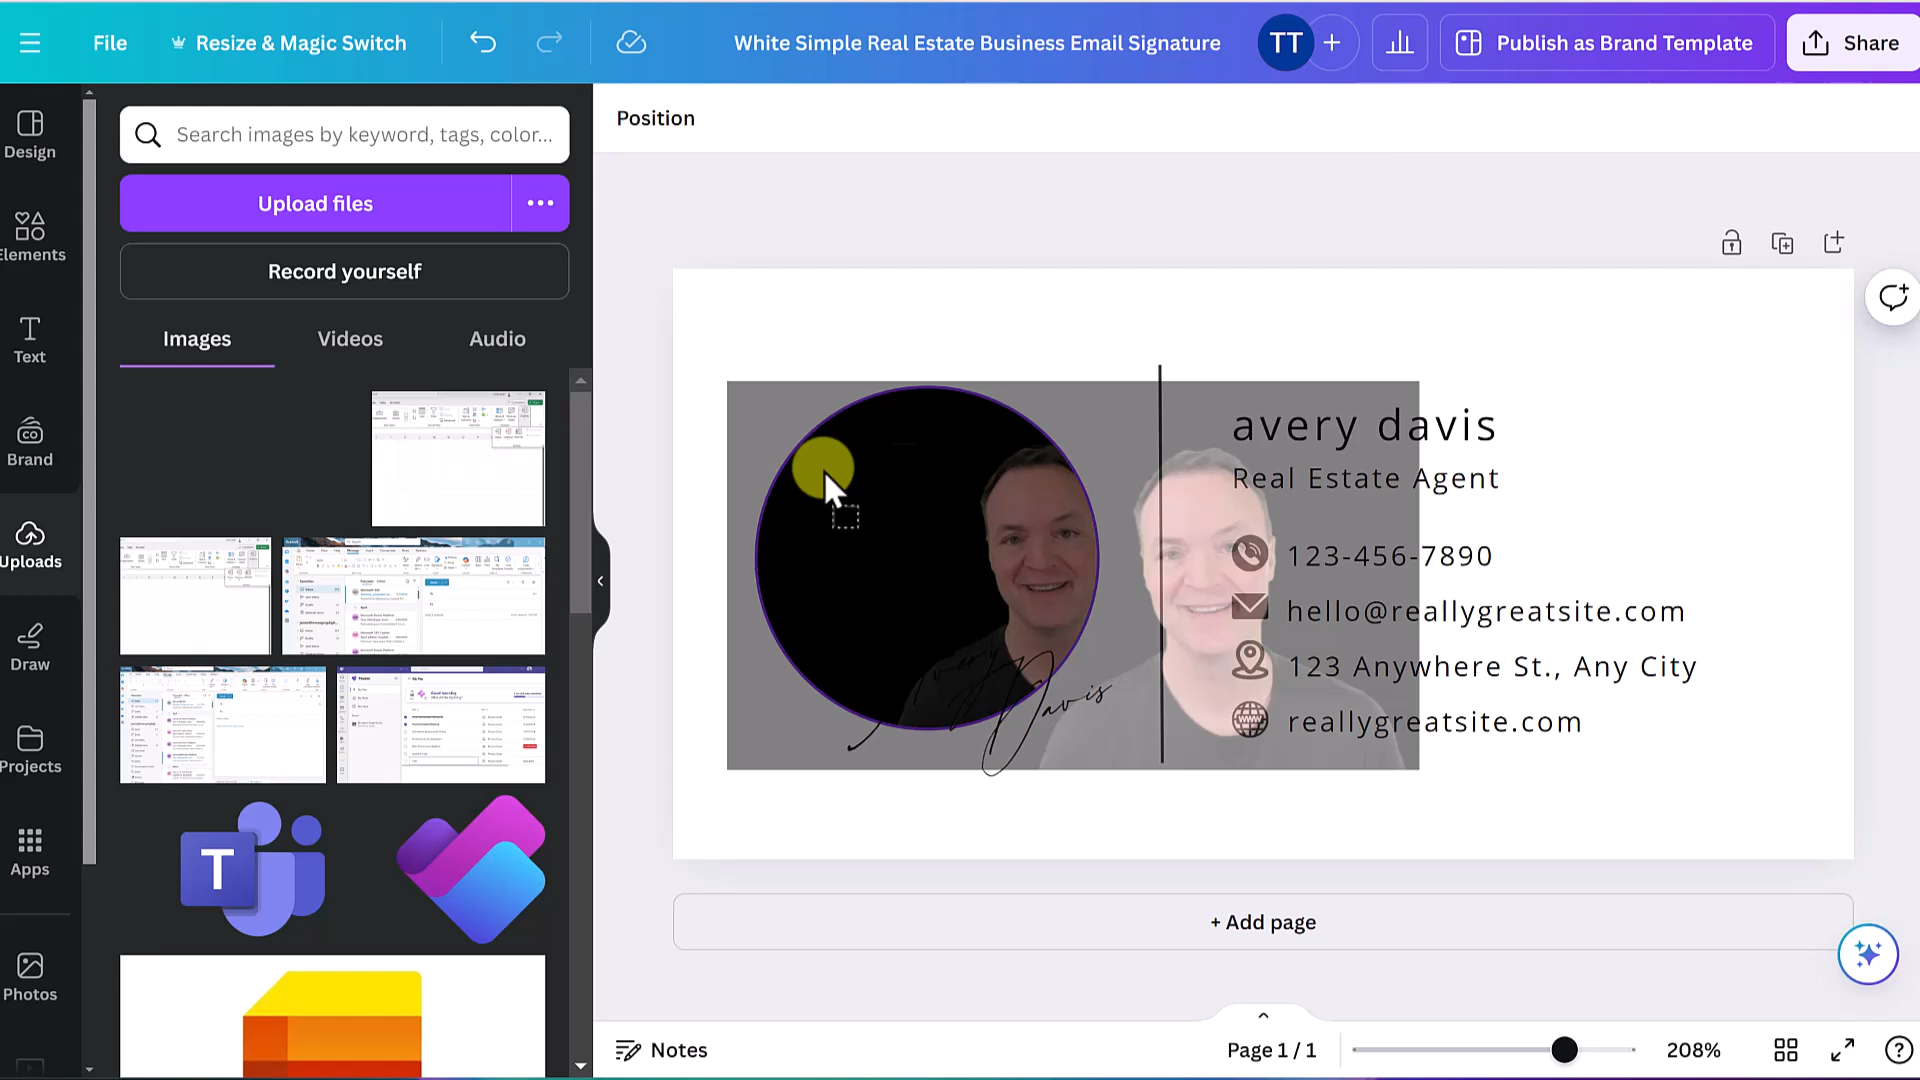 File
Resize & Magic Switch
White Simple Real Estate Business Email Signature
TT
Publish as Brand Template
Share
Design
Elements
Text
Brand
Uploads
Draw
Projects
Apps
Photos
Search images by keyword, tags, color...
Upload files
Record yourself
Images
Videos
Audio
T
Position
avery davis
Real Estate Agent
123-456-7890
hello@reallygreatsite.com
123 Anywhere St., Any City
reallygreatsite.com
Avery Davis
WWW
+ Add page
Notes
Page 1 / 1
208%